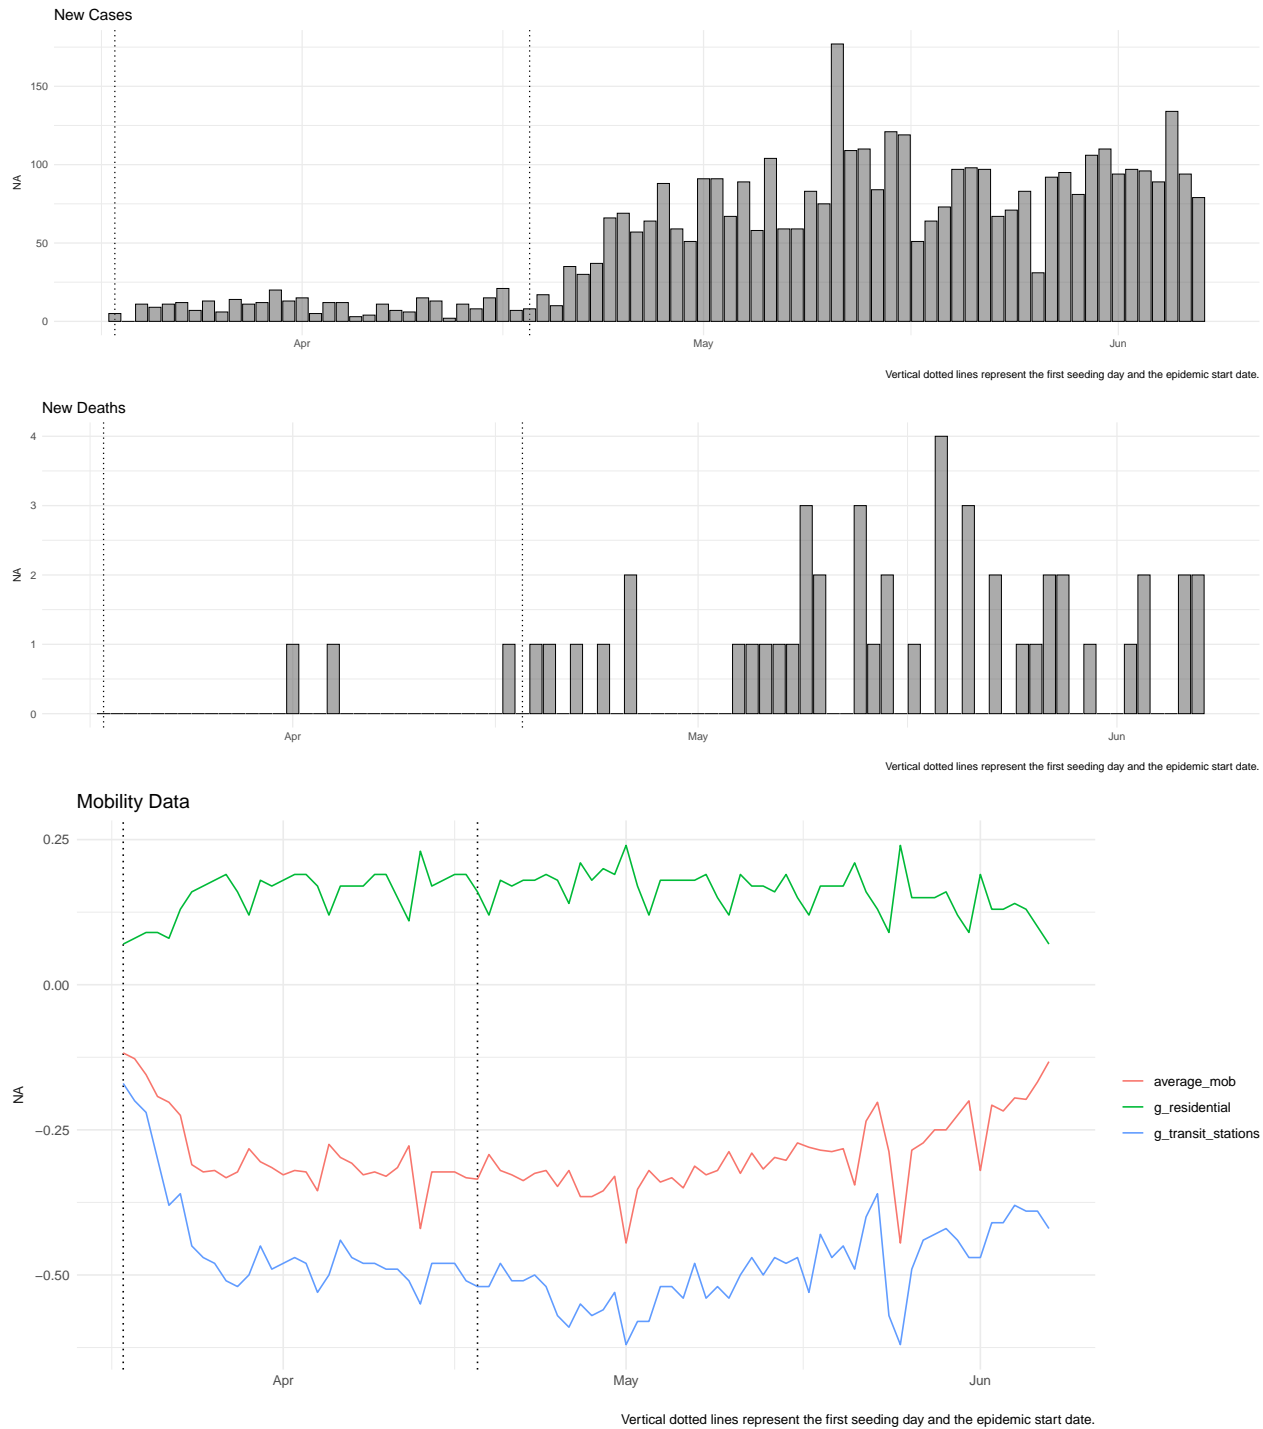 New Cases
150
100
50
0
NA
Apr
May
Jun
Vertical dotted lines represent the first seeding day and the epidemic start date.
New Deaths
4
3
2
1
0
NA
Apr
May
Jun
Vertical dotted lines represent the first seeding day and the epidemic start date.
Mobility Data
0.25
0.00
−0.25
−0.50
NA
average_mob
g_residential
g_transit_stations
Apr
May
Jun
Vertical dotted lines represent the first seeding day and the epidemic start date.